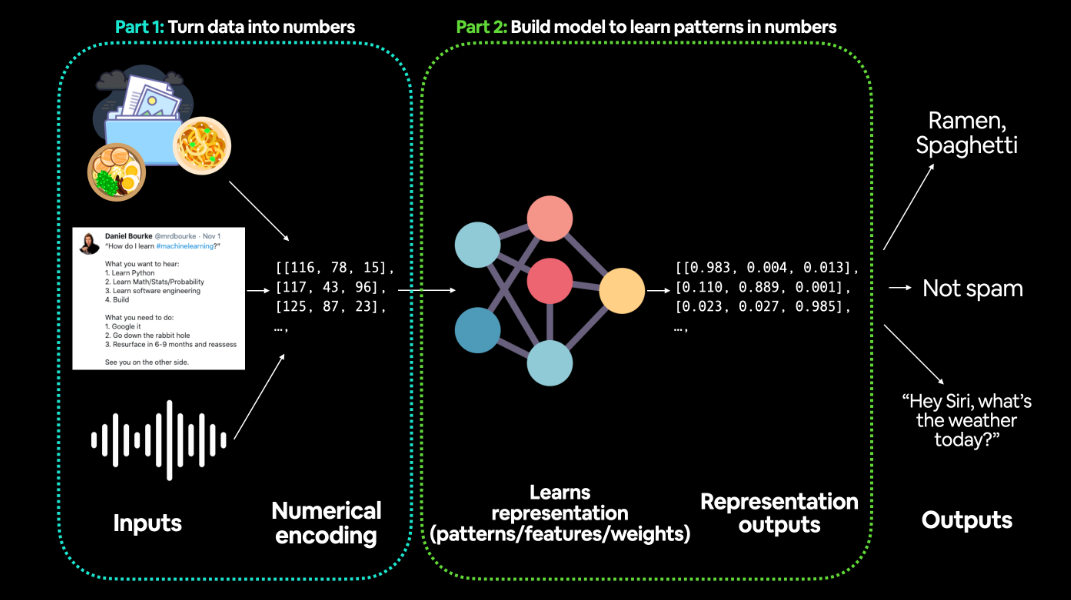 Part 1: Turn data into numbers
Part 2: Build model to learn patterns in numbers
Daniel Bourke @mrdbourke · Nov 1
“How do I learn #machinelearning?”
What you want to hear:
1. Learn Python
2. Learn Math/Stats/Probability
3. Learn software engineering
4. Build
What you need to do:
1. Google it
2. Go down the rabbit hole
3. Resurface in 6-9 months and reassess
See you on the other side.
[[116, 78, 15],
[117, 43, 96],
[125, 87, 23],
…,
[[0.983, 0.004, 0.013],
[0.110, 0.889, 0.001],
[0.023, 0.027, 0.985],
…,
Ramen,
Spaghetti
Not spam
“Hey Siri, what’s
the weather
today?”
Inputs
Numerical
encoding
Learns
representation
(patterns/features/weights)
Representation
outputs
Outputs